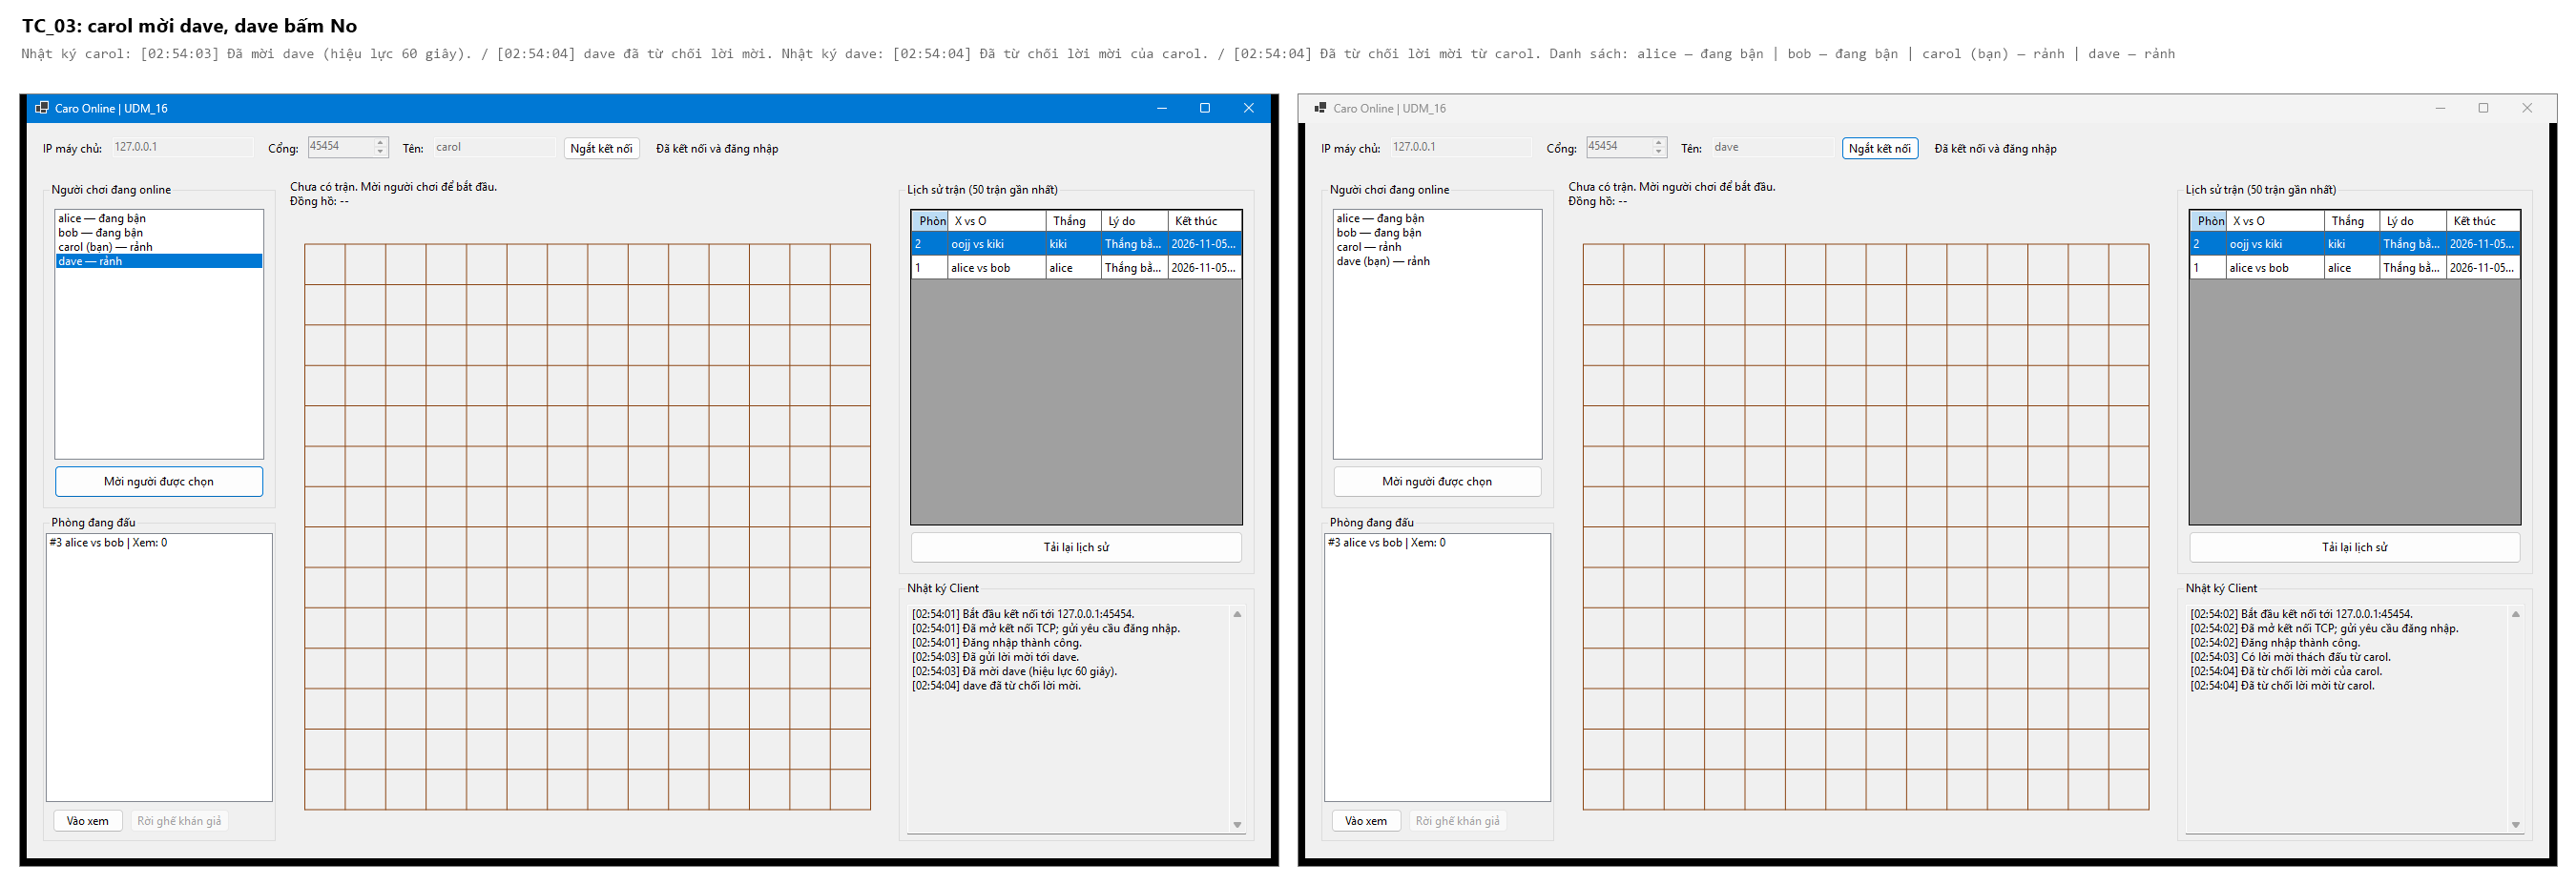 TC_03: carol mời dave, dave bấm No
Nhật ký carol: [02:54:03] Đã mời dave (hiệu lực 60 giây). / [02:54:04] dave đã từ chối lời mời. Nhật ký dave: [02:54:04] Đã từ chối lời mời của carol. / [02:54:04] Đã từ chối lời mời từ carol. Danh sách: alice — đang bận | bob — đang bận | carol (bạn) — rảnh | dave — rảnh
Caro Online | UDM_16
IP máy chủ: 127.0.0.1 Cổng: 45454 Tên: carol Ngắt kết nối Đã kết nối và đăng nhập
Người chơi đang online
alice — đang bận
bob — đang bận
carol (bạn) — rảnh
dave — rảnh
Mời người được chọn
Phòng đang đấu
#3 alice vs bob | Xem: 0
Vào xem Rời ghế khán giả
Chưa có trận. Mời người chơi để bắt đầu.
Đồng hồ: --
Lịch sử trận (50 trận gần nhất)
Phòn X vs O Thắng Lý do Kết thúc
2 oojj vs kiki kiki Thắng bằ... 2026-11-05...
1 alice vs bob alice Thắng bằ... 2026-11-05...
Tải lại lịch sử
Nhật ký Client
[02:54:01] Bắt đầu kết nối tới 127.0.0.1:45454.
[02:54:01] Đã mở kết nối TCP; gửi yêu cầu đăng nhập.
[02:54:01] Đăng nhập thành công.
[02:54:03] Đã gửi lời mời tới dave.
[02:54:03] Đã mời dave (hiệu lực 60 giây).
[02:54:04] dave đã từ chối lời mời.
Caro Online | UDM_16
IP máy chủ: 127.0.0.1 Cổng: 45454 Tên: dave Ngắt kết nối Đã kết nối và đăng nhập
Người chơi đang online
alice — đang bận
bob — đang bận
carol — rảnh
dave (bạn) — rảnh
Mời người được chọn
Phòng đang đấu
#3 alice vs bob | Xem: 0
Vào xem Rời ghế khán giả
Chưa có trận. Mời người chơi để bắt đầu.
Đồng hồ: --
Lịch sử trận (50 trận gần nhất)
Phòn X vs O Thắng Lý do Kết thúc
2 oojj vs kiki kiki Thắng bằ... 2026-11-05...
1 alice vs bob alice Thắng bằ... 2026-11-05...
Tải lại lịch sử
Nhật ký Client
[02:54:02] Bắt đầu kết nối tới 127.0.0.1:45454.
[02:54:02] Đã mở kết nối TCP; gửi yêu cầu đăng nhập.
[02:54:02] Đăng nhập thành công.
[02:54:03] Có lời mời thách đấu từ carol.
[02:54:04] Đã từ chối lời mời của carol.
[02:54:04] Đã từ chối lời mời từ carol.